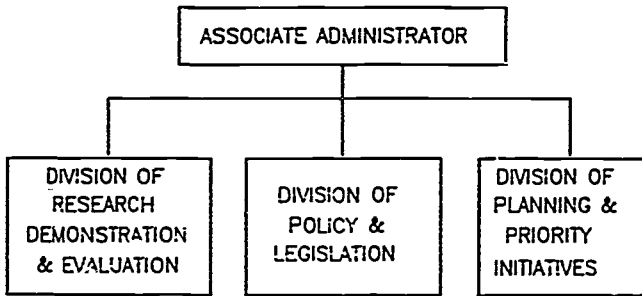 ASSOCIATE ADMINISTRATOR
DIVISION OF
RESEARCH
DEMONSTRATION
& EVALUATION
DIVISION OF
POLICY &
LEGISLATION
DIVISION OF
PLANNING &
PRIORITY
INITIATIVES